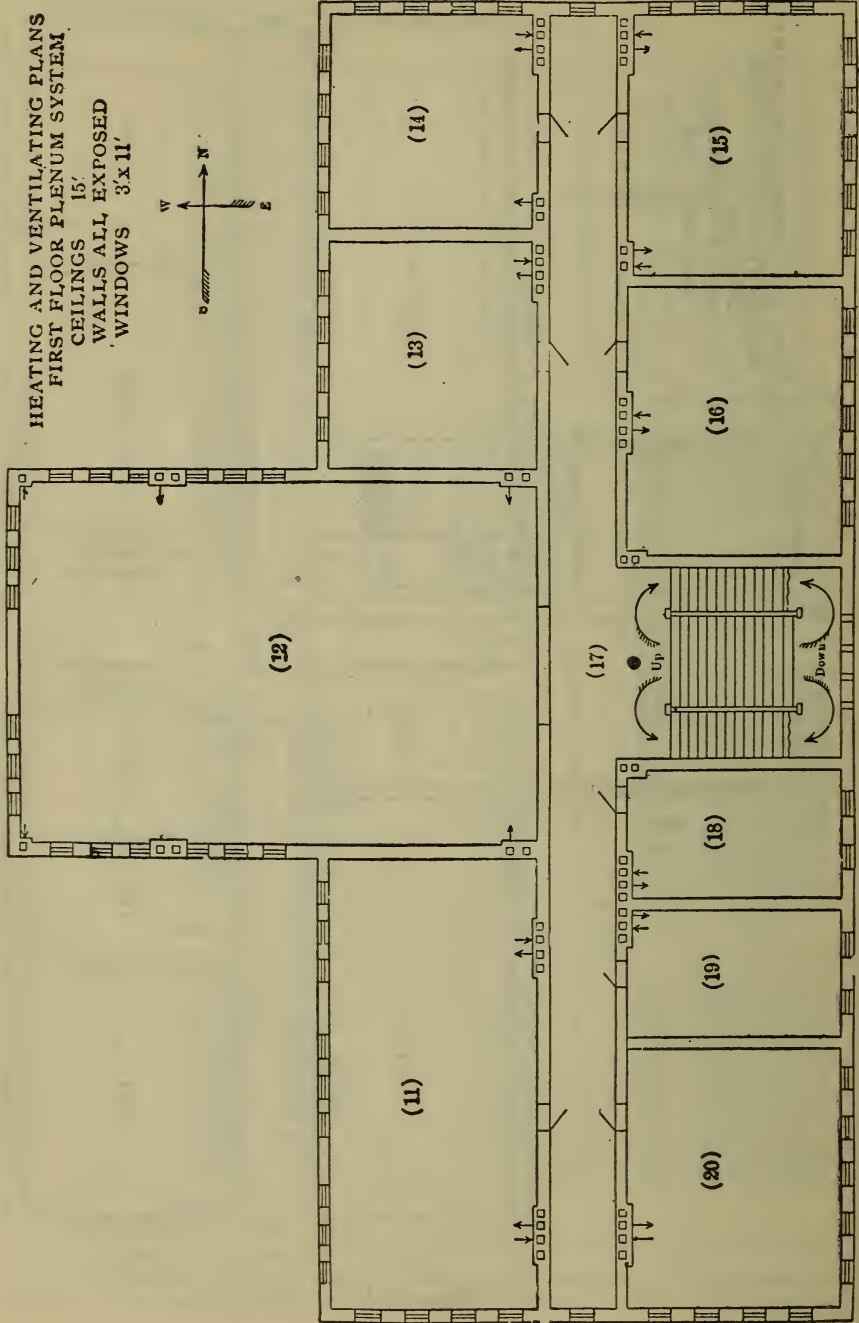 HEATING AND VENTILATING PLANS
FIRST FLOOR PLENUM SYSTEM
CEILINGS 15'
WALLS ALL EXPOSED
WINDOWS 3'x 11'
W
N
E
S
(14)
(13)
(12)
(11)
(15)
(16)
(17)
Up
Down
(18)
(19)
(20)